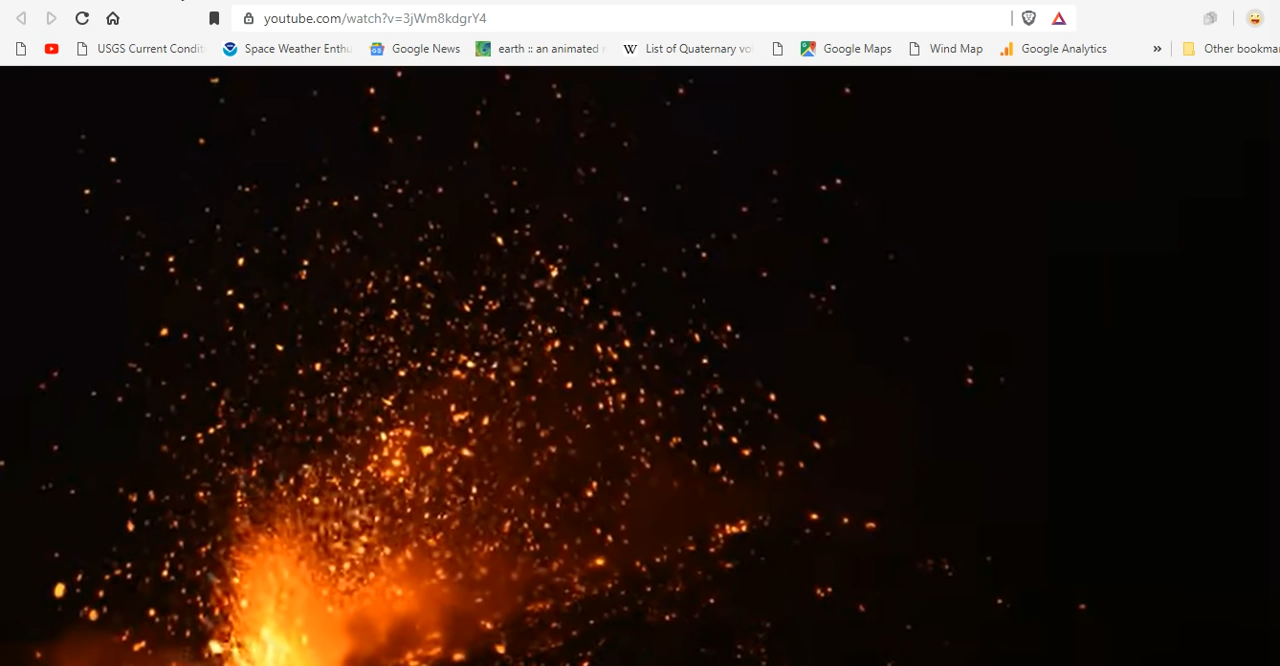 youtube.com/watch?v=3jWm8kdgrY4
USGS Current Condit Space Weather Enthu Google News earth :: an animated List of Quaternary vo Google Maps Wind Map Google Analytics » Other bookma